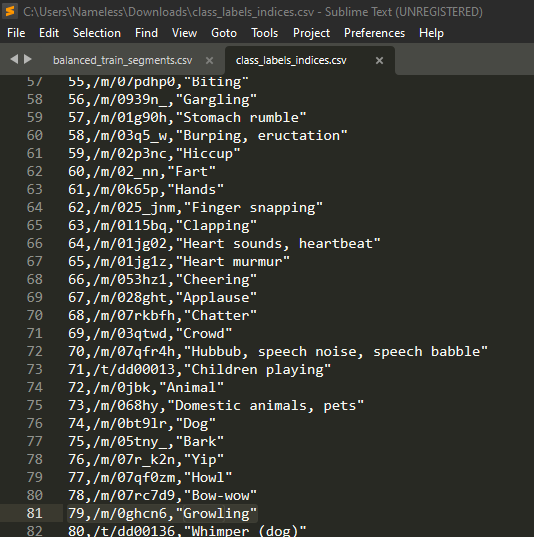 C:\Users\Nameless\Downloads\class_labels_indices.csv - Sublime Text (UNREGISTERED)
File Edit Selection Find View Goto Tools Project Preferences Help
balanced_train_segments.csv × class_labels_indices.csv ×
57 55,/m/07pdhp0,"Biting"
58 56,/m/0939n_,"Gargling"
59 57,/m/01g90h,"Stomach rumble"
60 58,/m/03q5_w,"Burping, eructation"
61 59,/m/02p3nc,"Hiccup"
62 60,/m/02_nn,"Fart"
63 61,/m/0k65p,"Hands"
64 62,/m/025_jnm,"Finger snapping"
65 63,/m/0l15bq,"Clapping"
66 64,/m/01jg02,"Heart sounds, heartbeat"
67 65,/m/01jg1z,"Heart murmur"
68 66,/m/053hz1,"Cheering"
69 67,/m/028ght,"Applause"
70 68,/m/07rkbfh,"Chatter"
71 69,/m/03qtwd,"Crowd"
72 70,/m/07qfr4h,"Hubbub, speech noise, speech babble"
73 71,/t/dd00013,"Children playing"
74 72,/m/0jbk,"Animal"
75 73,/m/068hy,"Domestic animals, pets"
76 74,/m/0bt9lr,"Dog"
77 75,/m/05tny_,"Bark"
78 76,/m/07r_k2n,"Yip"
79 77,/m/07qf0zm,"Howl"
80 78,/m/07rc7d9,"Bow-wow"
81 79,/m/0ghcn6,"Growling"
82 80,/t/dd00136,"Whimper (dog)"